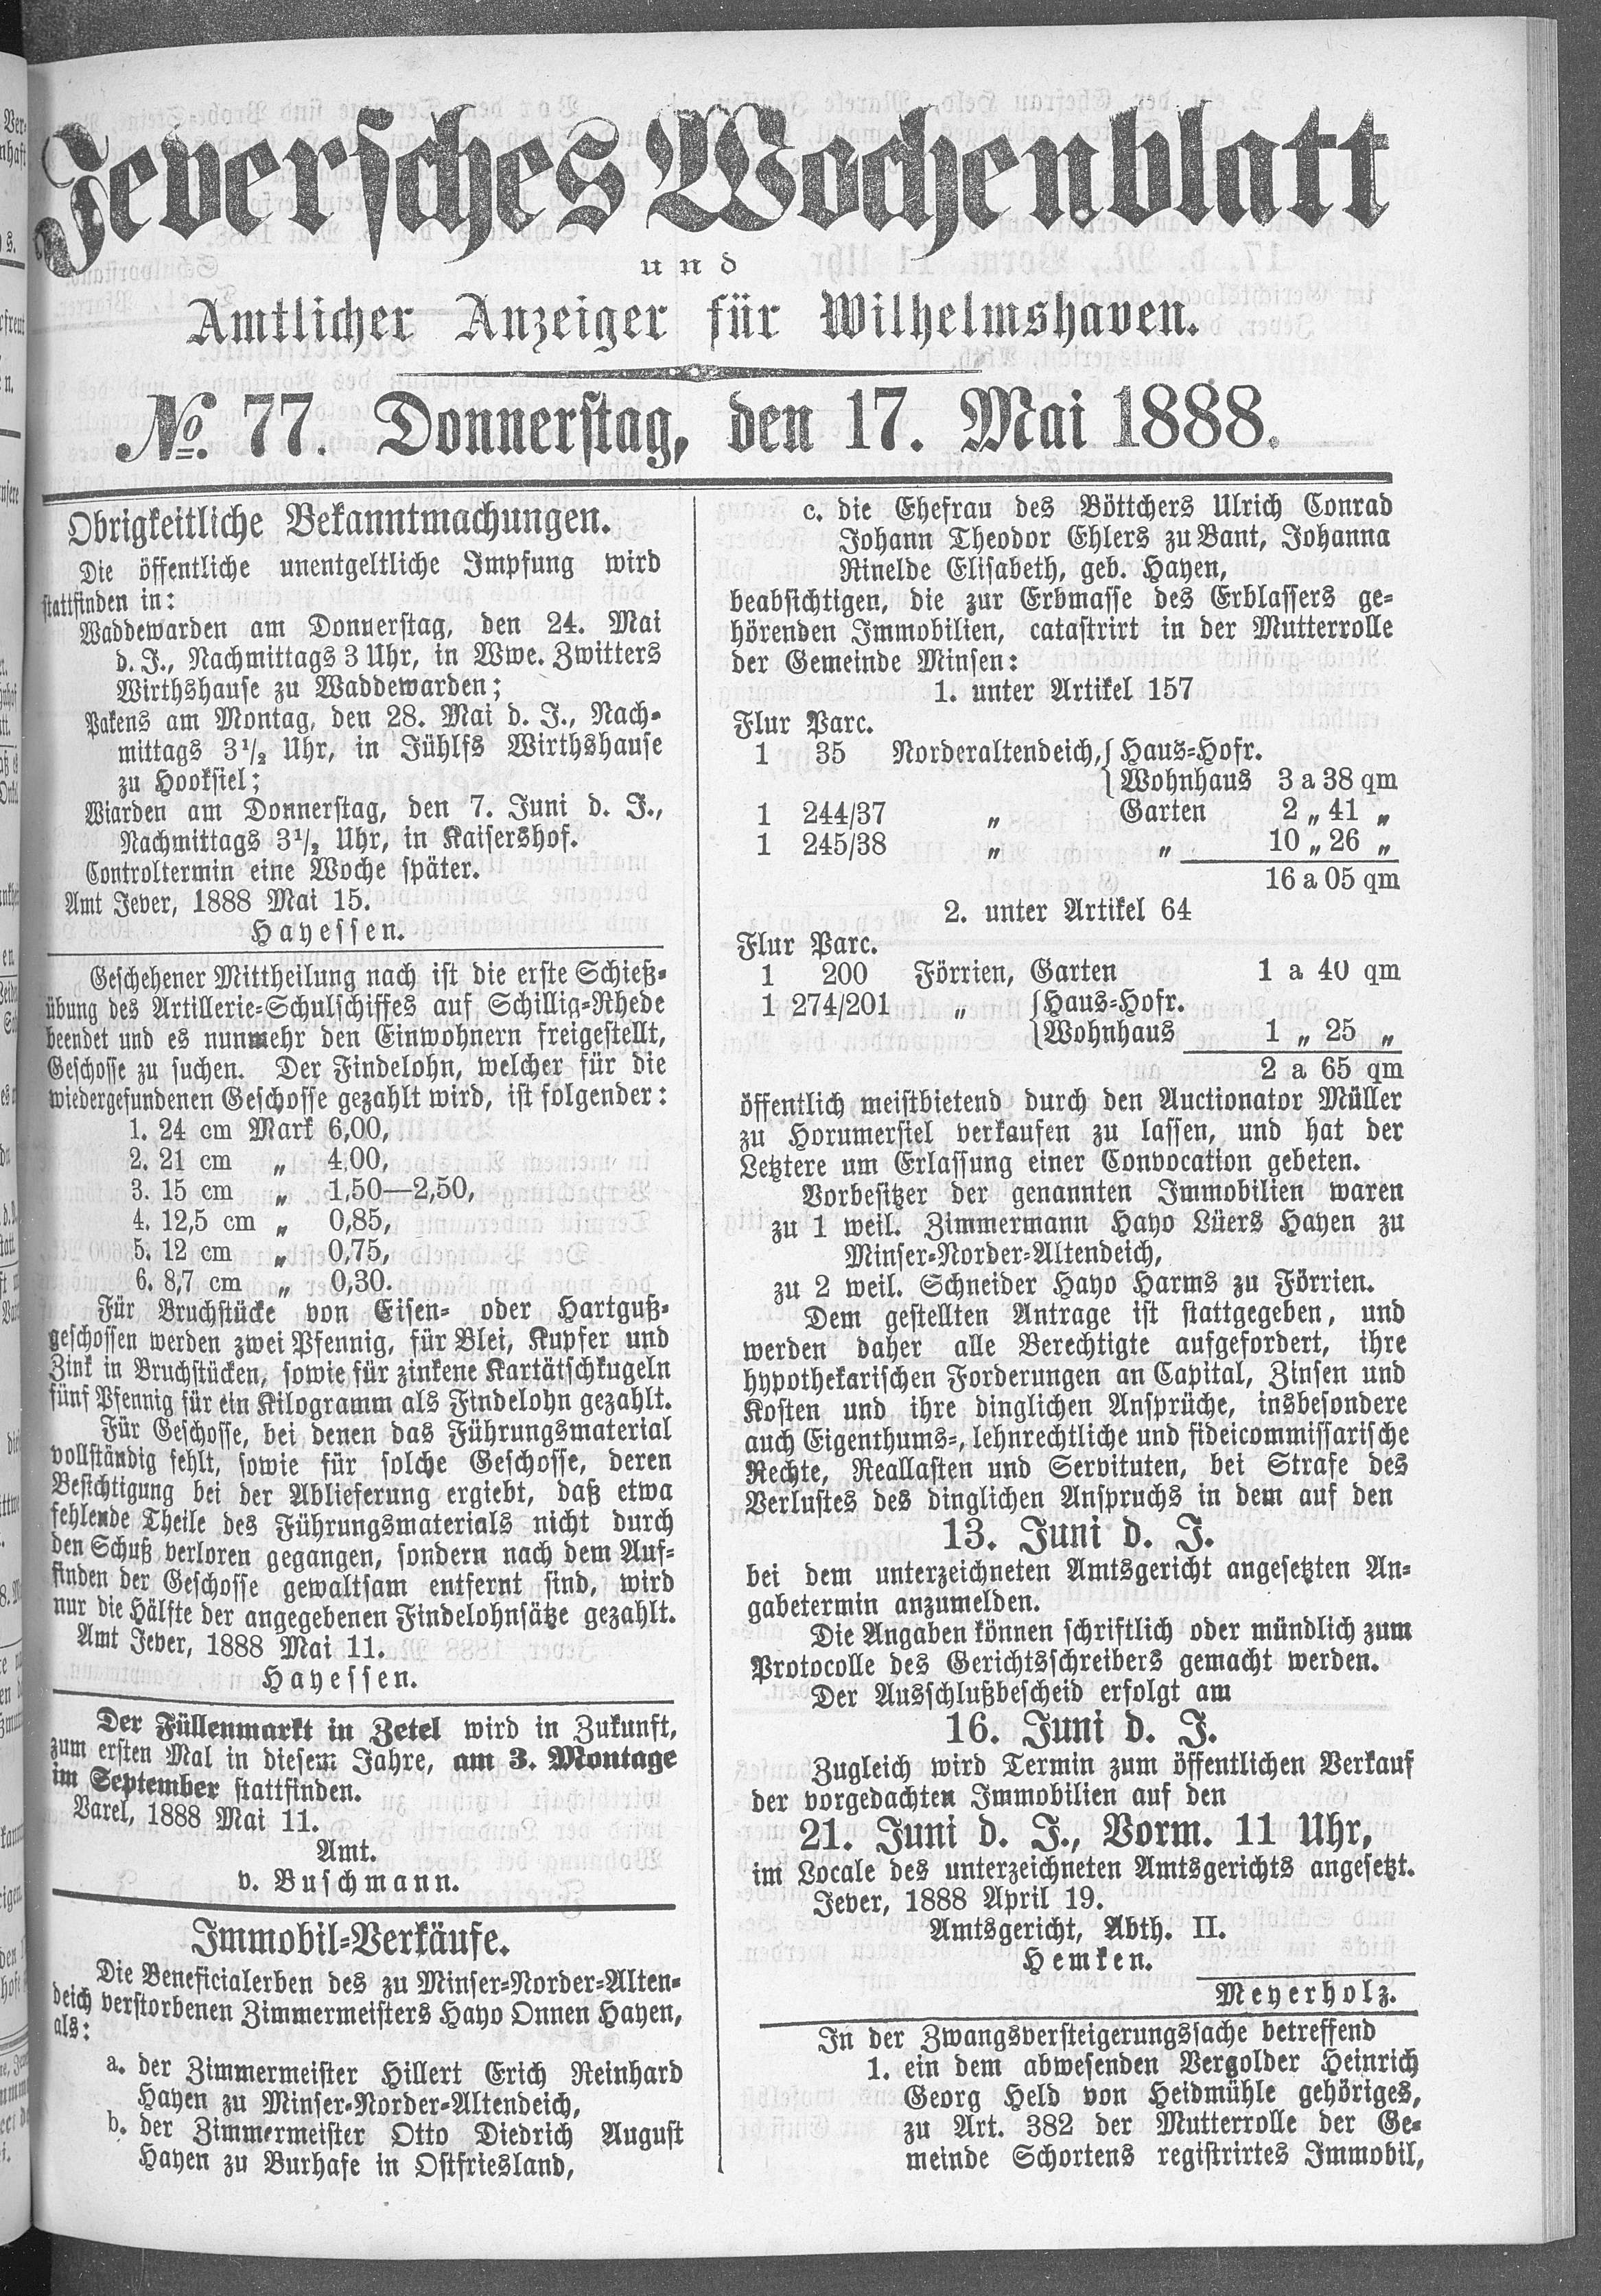 Jeversches Wochenblatt
und
Amtlicher Anzeiger für Wilhelmshaven.
No. 77. Donnerstag, den 17. Mai 1888.
Obrigkeitliche Bekanntmachungen.
Die öffentliche unentgeltliche Impfung wird
stattfinden in:
Waddewarden am Donnerstag, den 24. Mai
d. J., Nachmittags 3 Uhr, in Wwe. Zwitters
Wirthshause zu Waddewarden;
Pakens am Montag, den 28. Mai d. J., Nach-
mittags 3½ Uhr, in Jühlfs Wirthshause
zu Hooksiel;
Wiarden am Donnerstag, den 7. Juni d. J.,
Nachmittags 3½ Uhr, in Kaisershof.
Controltermin eine Woche später.
Amt Jever, 1888 Mai 15.
Hayessen.
Geschehener Mittheilung nach ist die erste Schieß-
übung des Artillerie-Schulschiffes auf Schillig-Rhede
beendet und es nunmehr den Einwohnern freigestellt,
Geschosse zu suchen. Der Findelohn, welcher für die
wiedergefundenen Geschosse gezahlt wird, ist folgender:
1. 24 cm Mark 6,00,
2. 21 cm „ 4,00,
3. 15 cm „ 1,50—2,50,
4. 12,5 cm „ 0,85,
5. 12 cm „ 0,75,
6. 8,7 cm „ 0,30.
Für Bruchstücke von Eisen- oder Hartguß-
geschossen werden zwei Pfennig, für Blei, Kupfer und
Zink in Bruchstücken, sowie für zinkene Kartätschkugeln
fünf Pfennig für ein Kilogramm als Findelohn gezahlt.
Für Geschosse, bei denen das Führungsmaterial
vollständig fehlt, sowie für solche Geschosse, deren
Besichtigung bei der Ablieferung ergiebt, daß etwa
fehlende Theile des Führungsmaterials nicht durch
den Schuß verloren gegangen, sondern nach dem Auf-
finden der Geschosse gewaltsam entfernt sind, wird
nur die Hälfte der angegebenen Findelohnsätze gezahlt.
Amt Jever, 1888 Mai 11.
Hayessen.
Der Füllenmarkt in Zetel wird in Zukunft,
zum ersten Mal in diesem Jahre, am 3. Montage
im September stattfinden.
Varel, 1888 Mai 11.
Amt.
v. Buschmann.
Immobil-Verkäufe.
Die Beneficialerben des zu Minser-Norder-Alten-
deich verstorbenen Zimmermeisters Hayo Onnen Hayen,
als:
a. der Zimmermeister Hillert Erich Reinhard
Hayen zu Minser-Norder-Altendeich,
b. der Zimmermeister Otto Diedrich August
Hayen zu Burhafe in Ostfriesland,
c. die Ehefrau des Böttchers Ulrich Conrad
Johann Theodor Ehlers zu Bant, Johanna
Rinelde Elisabeth, geb. Hayen,
beabsichtigen, die zur Erbmasse des Erblassers ge-
hörenden Immobilien, catastrirt in der Mutterrolle
der Gemeinde Minsen:
1. unter Artikel 157
Flur Parc.
1 35 Norderaltendeich, { Haus-Hofr.
{ Wohnhaus 3 a 38 qm
1 244/37 „ Garten 2 „ 41 „
1 245/38 „ „ 10 „ 26 „
16 a 05 qm
2. unter Artikel 64
Flur Parc.
1 200 Förrien, Garten 1 a 40 qm
1 274/201 „ { Haus-Hofr.
{ Wohnhaus 1 „ 25 „
2 a 65 qm
öffentlich meistbietend durch den Auctionator Müller
zu Horumersiel verkaufen zu lassen, und hat der
Letztere um Erlassung einer Convocation gebeten.
Vorbesitzer der genannten Immobilien waren
zu 1 weil. Zimmermann Hayo Lüers Hayen zu
Minser-Norder-Altendeich,
zu 2 weil. Schneider Hayo Harms zu Förrien.
Dem gestellten Antrage ist stattgegeben, und
werden daher alle Berechtigte aufgefordert, ihre
hypothekarischen Forderungen an Capital, Zinsen und
Kosten und ihre dinglichen Ansprüche, insbesondere
auch Eigenthums-, lehnrechtliche und fideicommissarische
Rechte, Reallasten und Servituten, bei Strafe des
Verlustes des dinglichen Anspruchs in dem auf den
13. Juni d. J.
bei dem unterzeichneten Amtsgericht angesetzten An-
gabetermin anzumelden.
Die Angaben können schriftlich oder mündlich zum
Protocolle des Gerichtsschreibers gemacht werden.
Der Ausschlußbescheid erfolgt am
16. Juni d. J.
Zugleich wird Termin zum öffentlichen Verkauf
der vorgedachten Immobilien auf den
21. Juni d. J., Vorm. 11 Uhr,
im Locale des unterzeichneten Amtsgerichts angesetzt.
Jever, 1888 April 19.
Amtsgericht, Abth. II.
Hemken.
Meyerholz.
In der Zwangsversteigerungssache betreffend
1. ein dem abwesenden Vergolder Heinrich
Georg Held von Heidmühle gehöriges,
zu Art. 382 der Mutterrolle der Ge-
meinde Schortens registrirtes Immobil,